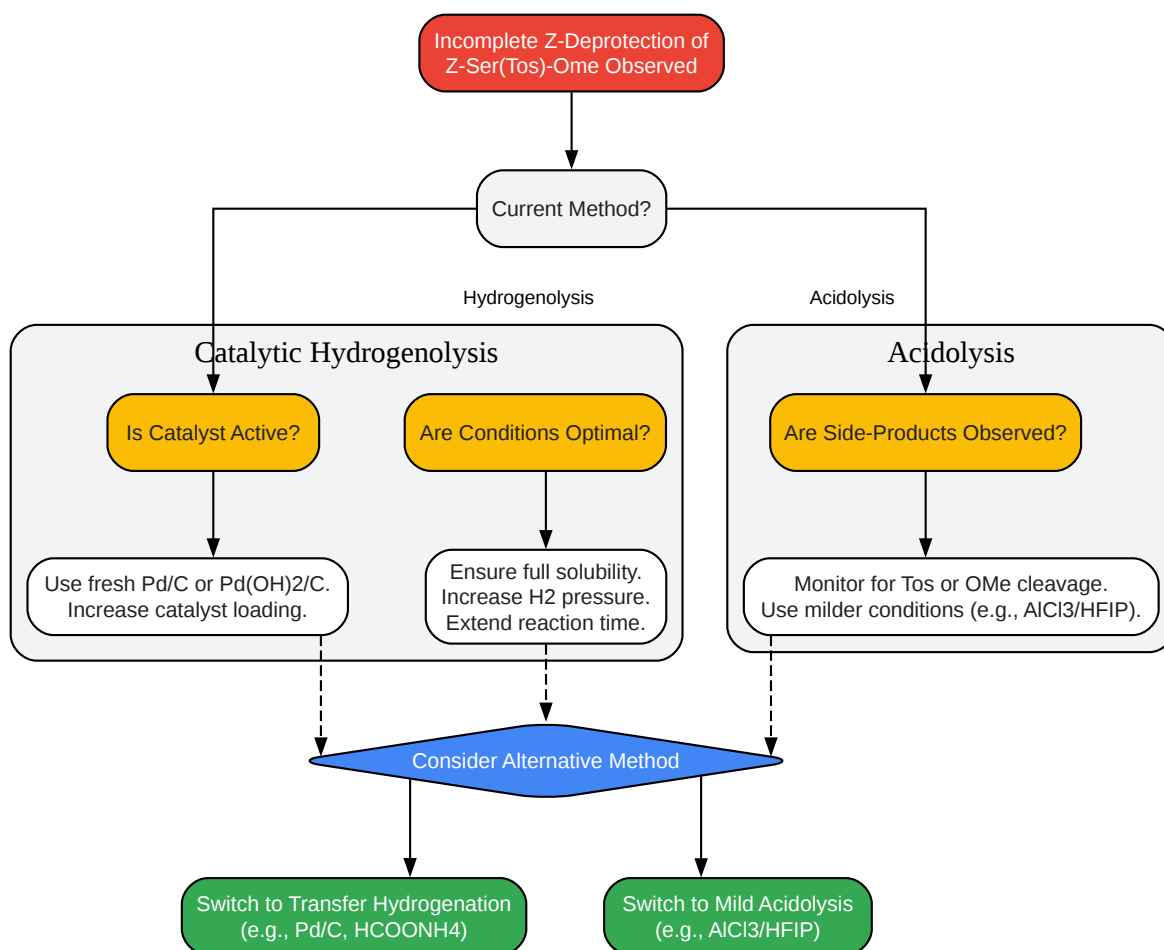 Incomplete Z-Deprotection of
Z-Ser(Tos)-Ome Observed
Current Method?
Hydrogenolysis
Acidolysis
Catalytic Hydrogenolysis
Acidolysis
Is Catalyst Active?
Are Conditions Optimal?
Are Side-Products Observed?
Use fresh Pd/C or Pd(OH)2/C.
Increase catalyst loading.
Ensure full solubility.
Increase H2 pressure.
Extend reaction time.
Monitor for Tos or OMe cleavage.
Use milder conditions (e.g., AlCl3/HFIP).
Consider Alternative Method
Switch to Transfer Hydrogenation
(e.g., Pd/C, HCOONH4)
Switch to Mild Acidolysis
(e.g., AlCl3/HFIP)